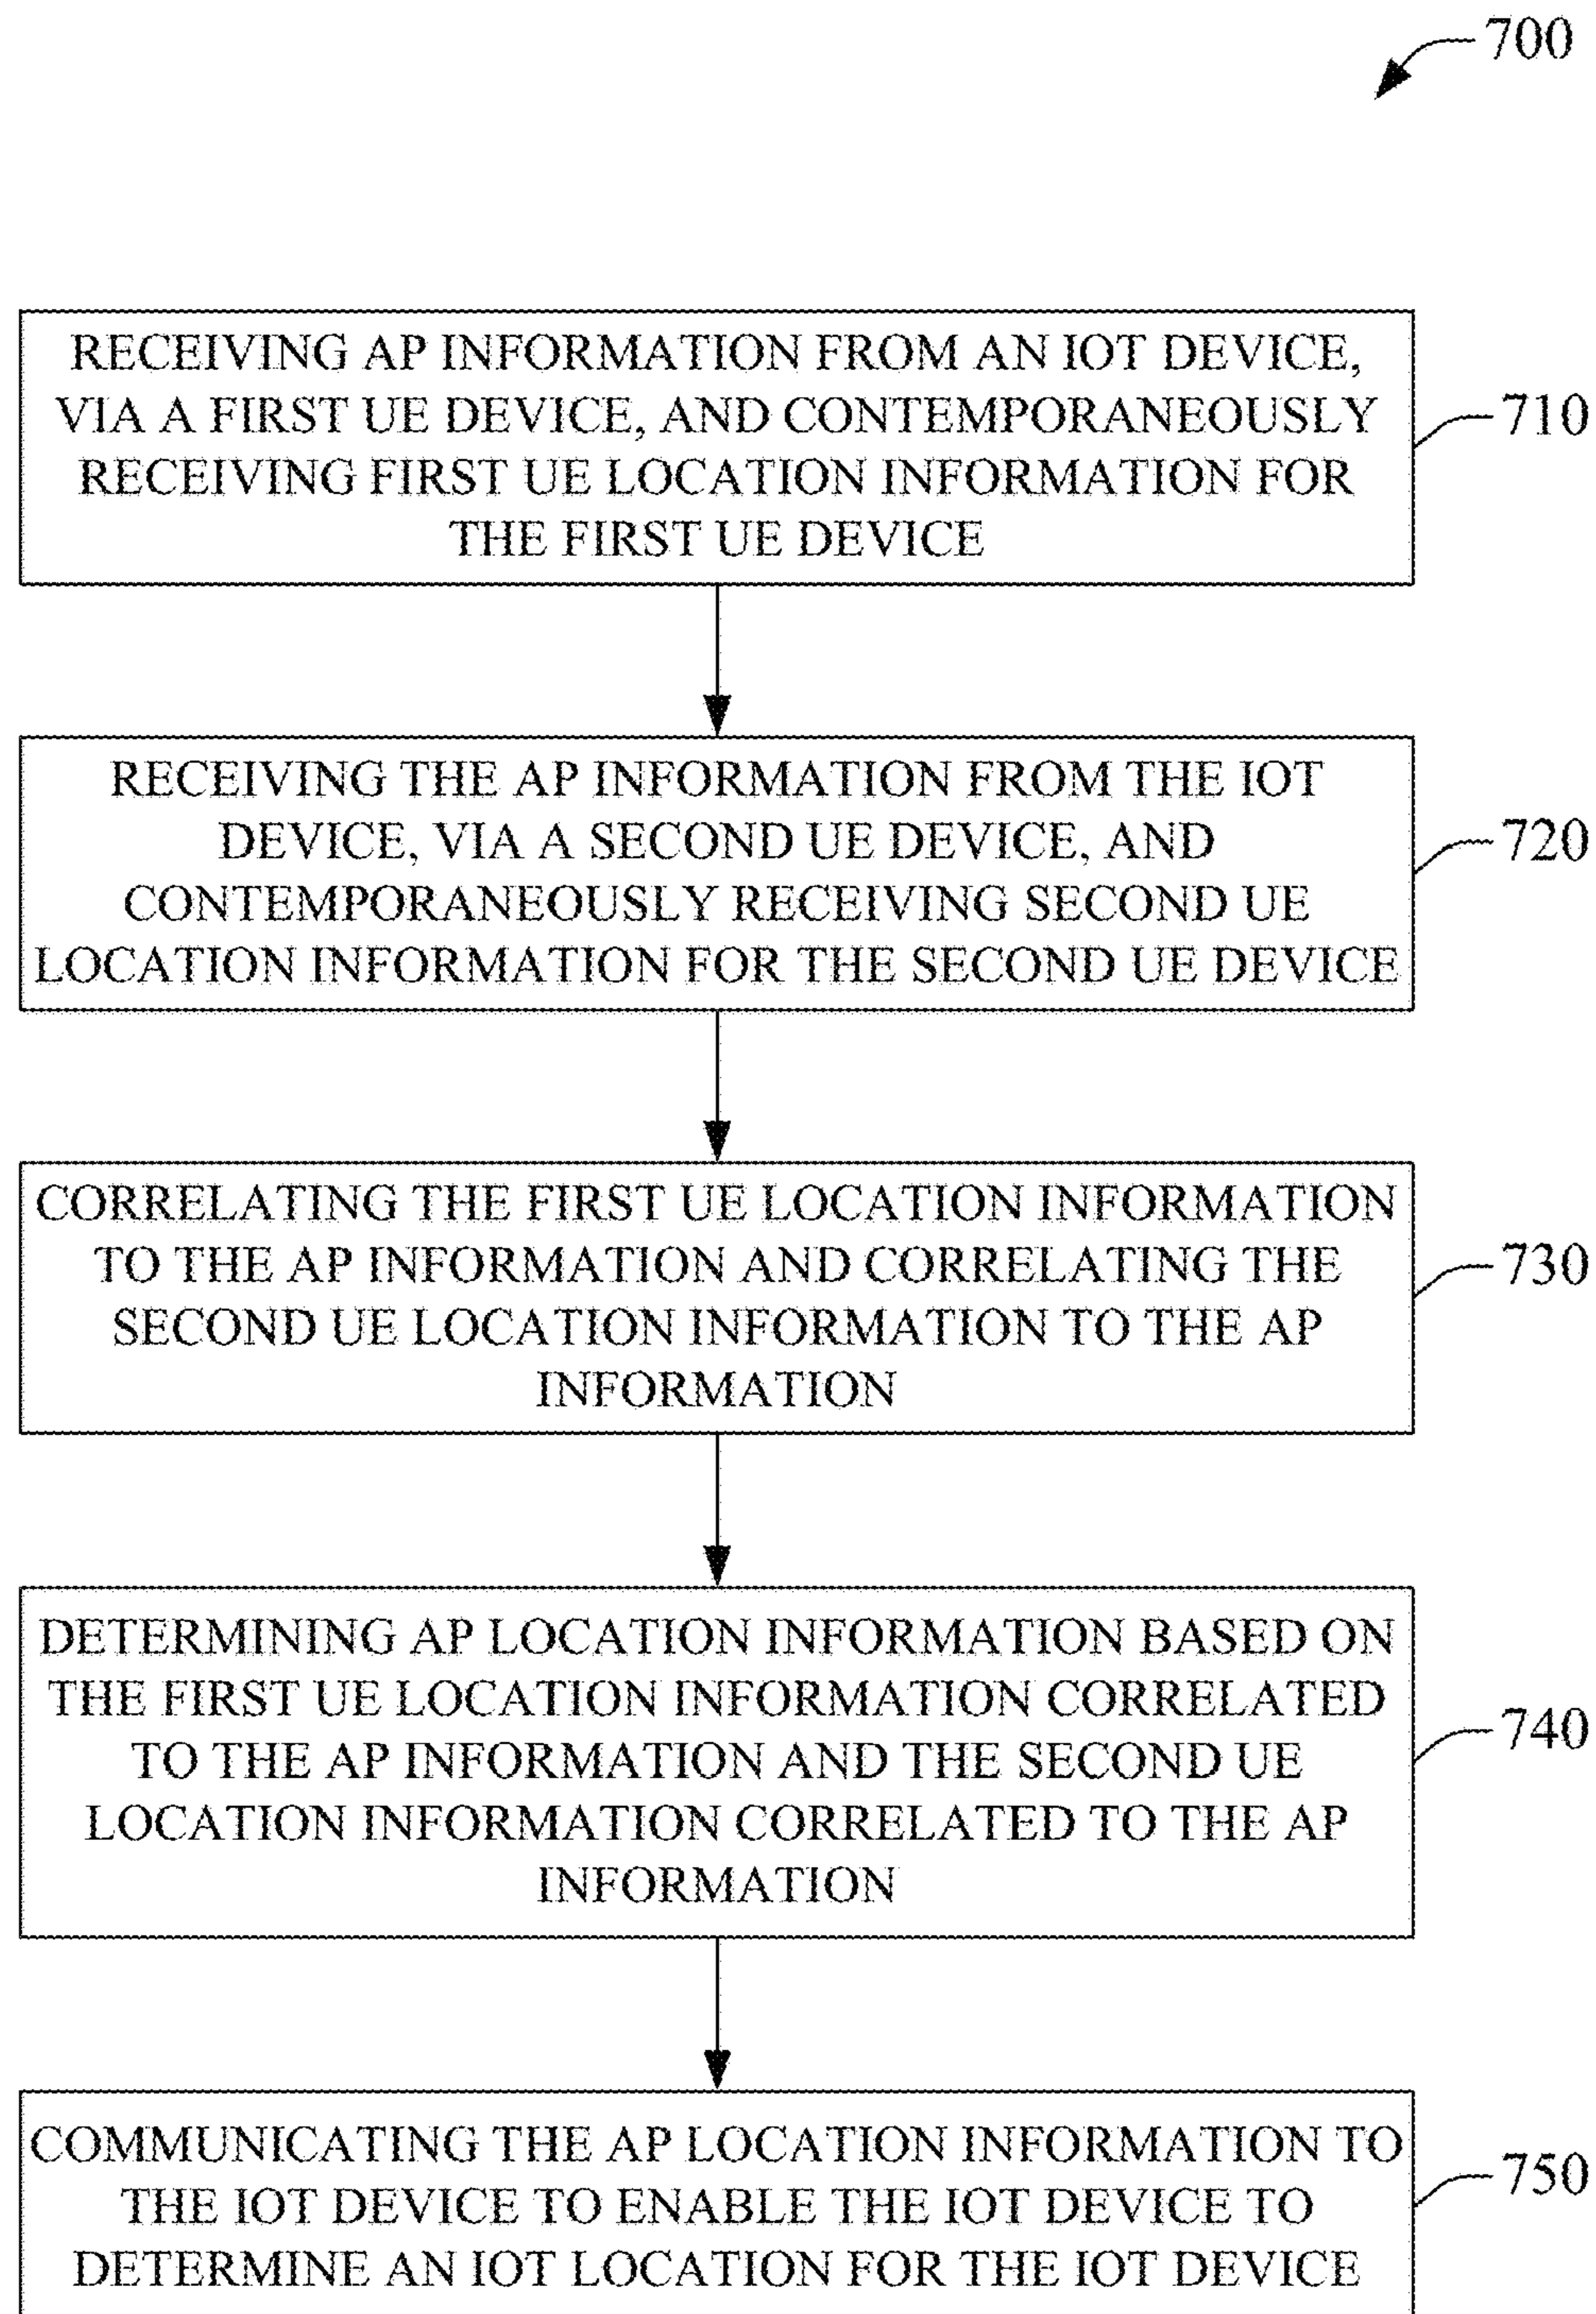 700
RECEIVING AP INFORMATION FROM AN IOT DEVICE,
VIA A FIRST UE DEVICE, AND CONTEMPORANEOUSLY
RECEIVING FIRST UE LOCATION INFORMATION FOR
THE FIRST UE DEVICE
710
RECEIVING THE AP INFORMATION FROM THE IOT
DEVICE, VIA A SECOND UE DEVICE, AND
CONTEMPORANEOUSLY RECEIVING SECOND UE
LOCATION INFORMATION FOR THE SECOND UE DEVICE
720
CORRELATING THE FIRST UE LOCATION INFORMATION
TO THE AP INFORMATION AND CORRELATING THE
SECOND UE LOCATION INFORMATION TO THE AP
INFORMATION
730
DETERMINING AP LOCATION INFORMATION BASED ON
THE FIRST UE LOCATION INFORMATION CORRELATED
TO THE AP INFORMATION AND THE SECOND UE
LOCATION INFORMATION CORRELATED TO THE AP
INFORMATION
740
COMMUNICATING THE AP LOCATION INFORMATION TO
THE IOT DEVICE TO ENABLE THE IOT DEVICE TO
DETERMINE AN IOT LOCATION FOR THE IOT DEVICE
750